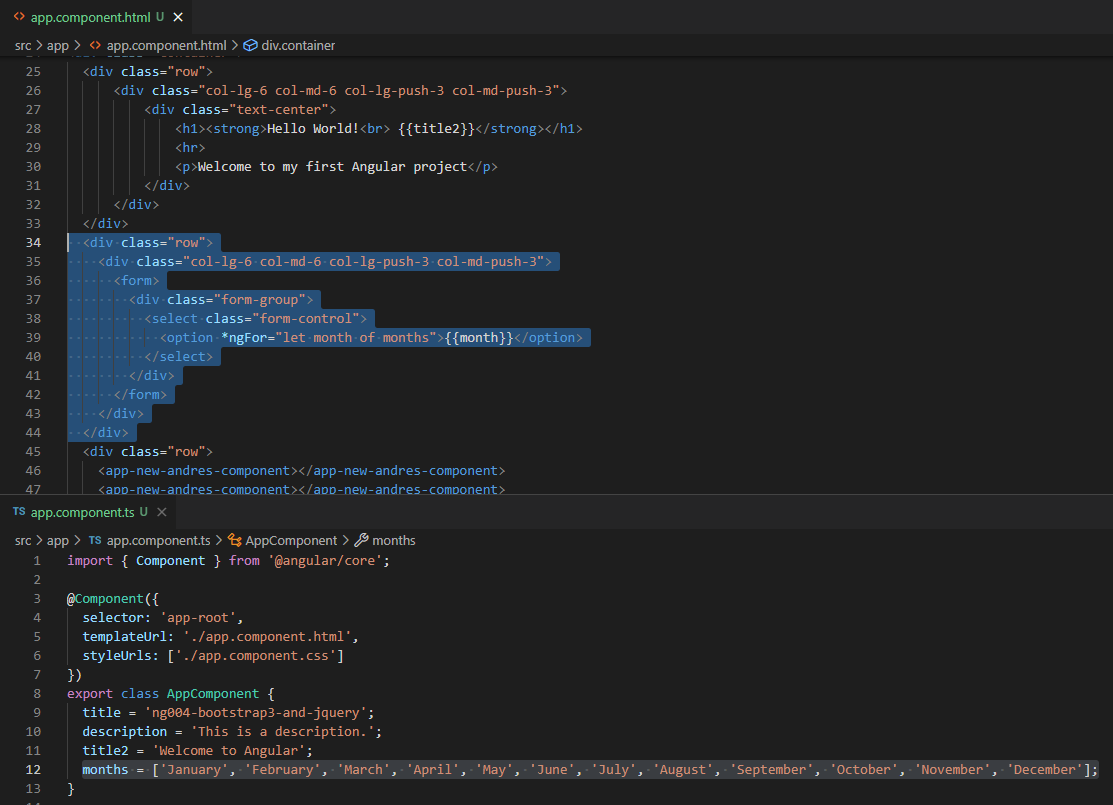 <> app.component.html U ×
src > app > <> app.component.html > div.container
25 <div class="row">
26 <div class="col-lg-6 col-md-6 col-lg-push-3 col-md-push-3">
27 <div class="text-center">
28 <h1><strong>Hello World!<br> {{title2}}</strong></h1>
29 <hr>
30 <p>Welcome to my first Angular project</p>
31 </div>
32 </div>
33 </div>
34 <div class="row">
35 <div class="col-lg-6 col-md-6 col-lg-push-3 col-md-push-3">
36 <form>
37 <div class="form-group">
38 <select class="form-control">
39 <option *ngFor="let month of months">{{month}}</option>
40 </select>
41 </div>
42 </form>
43 </div>
44 </div>
45 <div class="row">
46 <app-new-andres-component></app-new-andres-component>
47 <app-new-andres-component></app-new-andres-component>
TS app.component.ts U ×
src > app > TS app.component.ts > AppComponent > months
1 import { Component } from '@angular/core';
2
3 @Component({
4 selector: 'app-root',
5 templateUrl: './app.component.html',
6 styleUrls: ['./app.component.css']
7 })
8 export class AppComponent {
9 title = 'ng004-bootstrap3-and-jquery';
10 description = 'This is a description.';
11 title2 = 'Welcome to Angular';
12 months = ['January', 'February', 'March', 'April', 'May', 'June', 'July', 'August', 'September', 'October', 'November', 'December'];
13 }